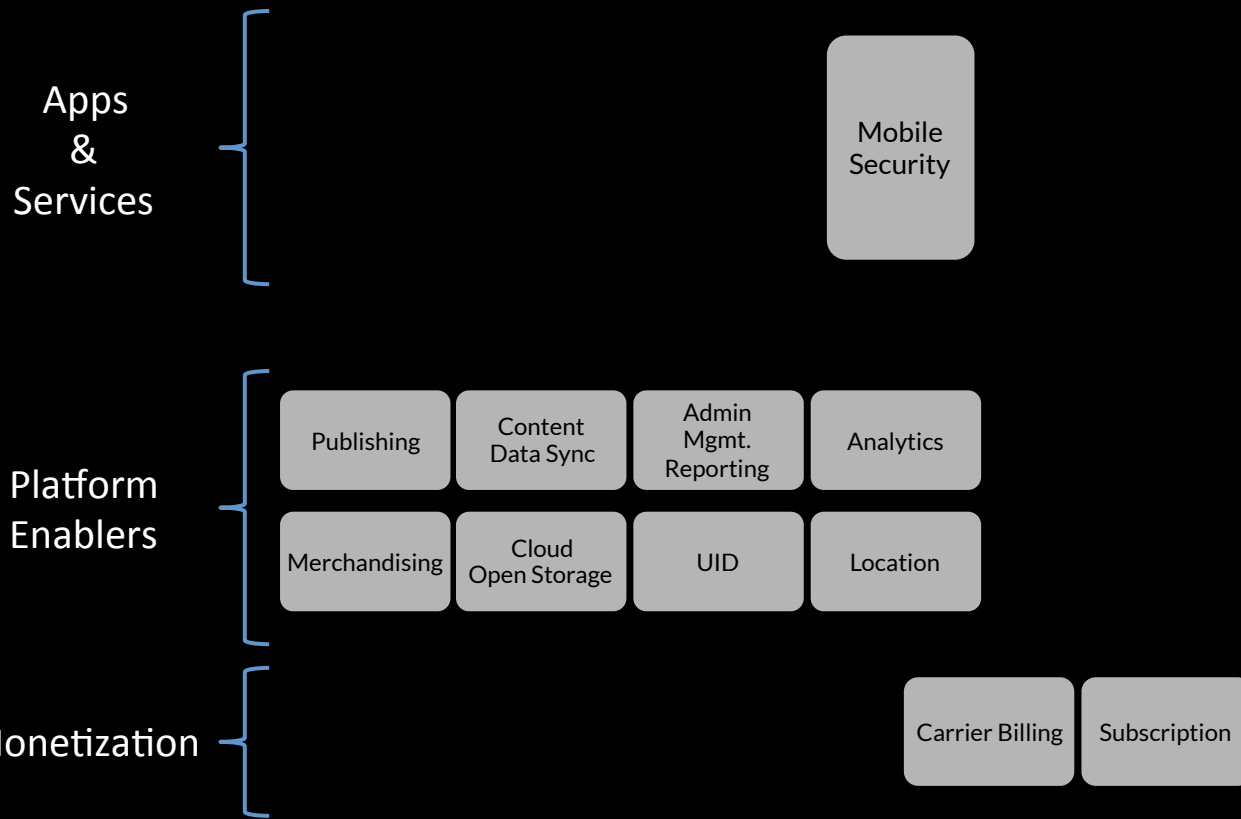 Apps
&
Services
Mobile
Security
Platform
Enablers
Publishing
Content
Data Sync
Admin
Mgmt.
Reporting
Analytics
Merchandising
Cloud
Open Storage
UID
Location
onetization
Carrier Billing
Subscription